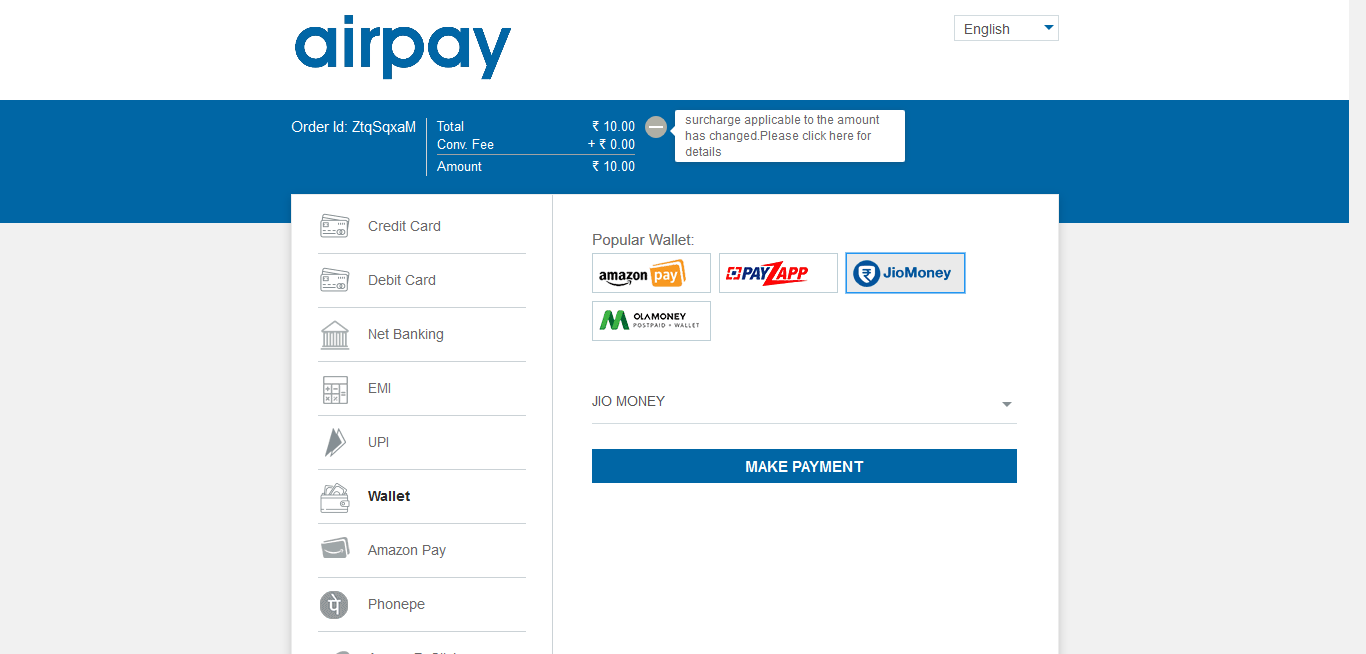 airpay
English
Order Id: ZtqSqxaM
Total ₹ 10.00
Conv. Fee + ₹ 0.00
Amount ₹ 10.00
surcharge applicable to the amount
has changed.Please click here for
details
Credit Card
Debit Card
Net Banking
EMI
UPI
Wallet
Amazon Pay
Phonepe
Popular Wallet:
amazon pay
PAYZAPP
JioMoney
OLAMONEY
POSTPAID + WALLET
JIO MONEY
MAKE PAYMENT